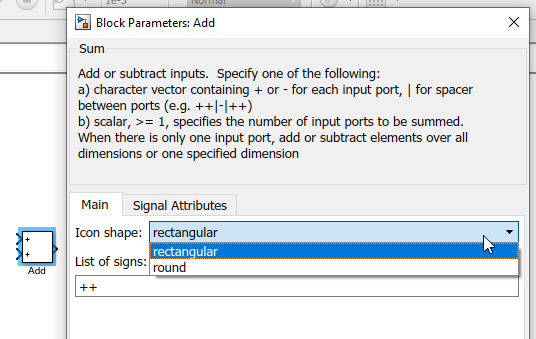 1e-3
Normal
Block Parameters: Add
Sum
Add or subtract inputs. Specify one of the following:
a) character vector containing + or - for each input port, | for spacer
between ports (e.g. ++|-|++)
b) scalar, >= 1, specifies the number of input ports to be summed.
When there is only one input port, add or subtract elements over all
dimensions or one specified dimension
Main
Signal Attributes
Icon shape: rectangular
rectangular
List of signs:
round
++
+
+
Add